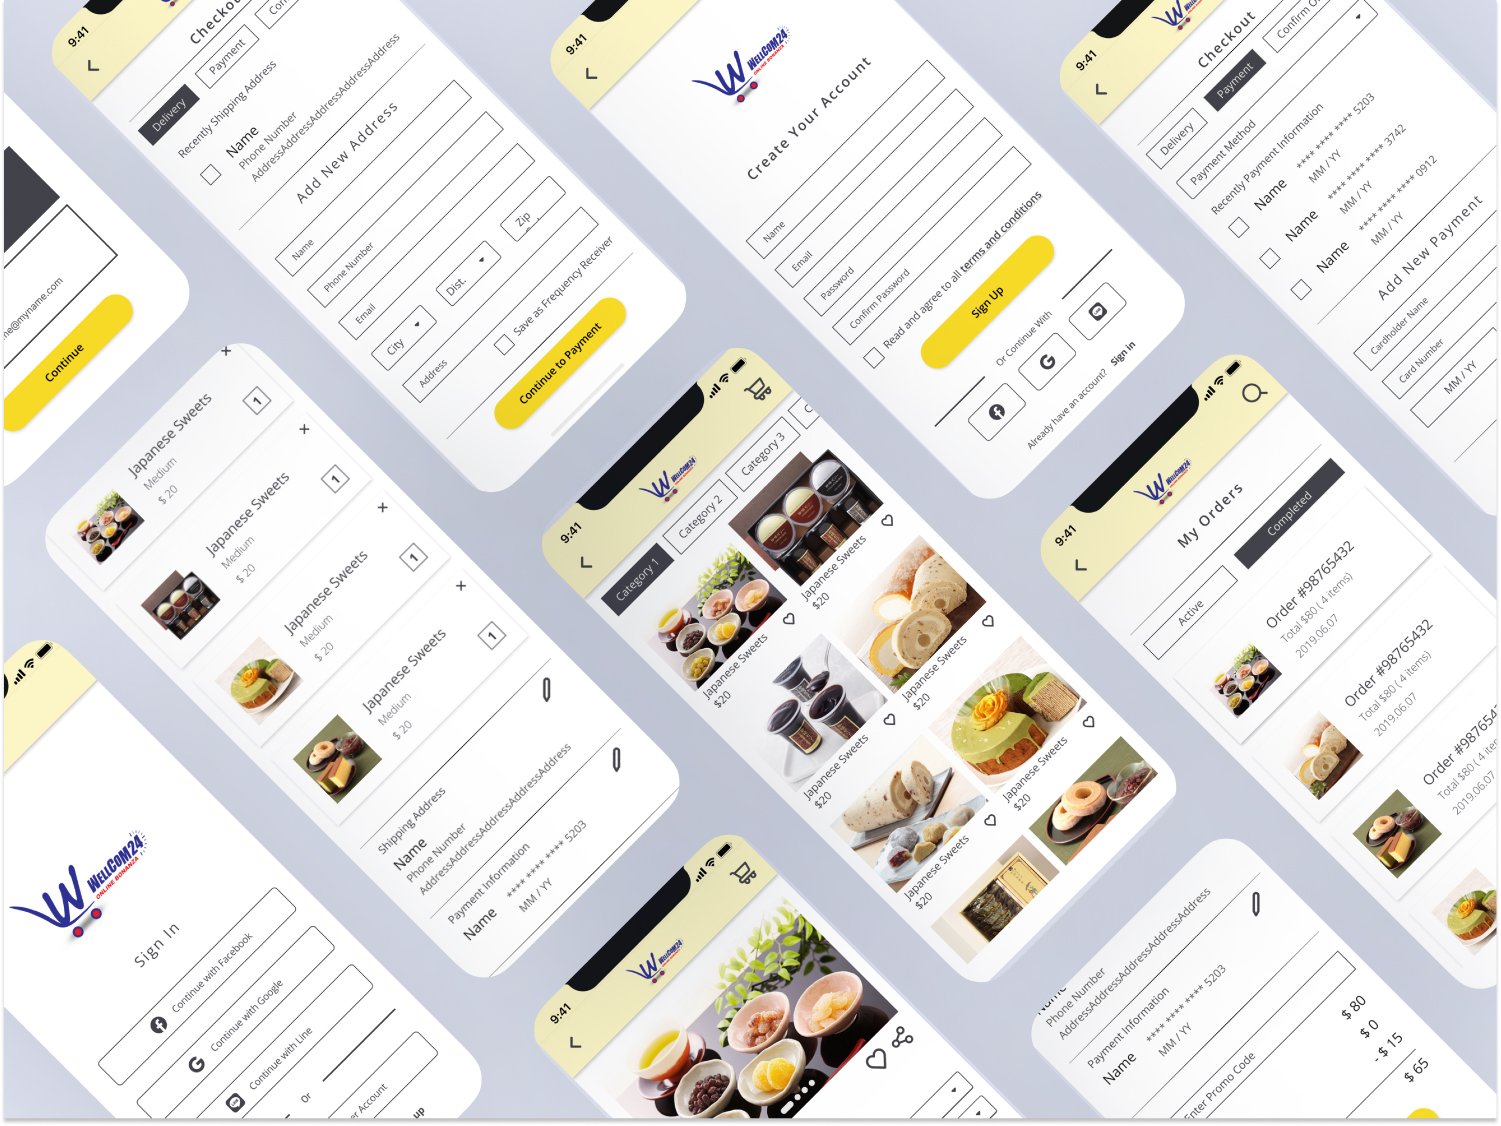 me@myname.com
Continue
9:41
Checkout
Delivery
Payment
Recently Shipping Address
Name
Phone Number
AddressAddressAddressAddressAddress
Add New Address
Name
Phone Number
Email
City
Dist.
Zip
Address
Save as Frequency Receiver
Continue to Payment
9:41
WELLCOM24
ONLINE BONANZA
Create Your Account
Name
Email
Password
Confirm Password
Read and agree to all terms and conditions
Sign Up
Or Continue With
Already have an account? Sign in
9:41
Checkout
Delivery
Payment
Confirm O
Payment Method
Recently Payment Information
Name
**** **** **** 5203
MM / YY
Name
**** **** **** 3742
MM / YY
Name
**** **** **** 0912
MM / YY
Add New Payment
Cardholder Name
Card Number
MM / YY
Japanese Sweets
Medium
$ 20
1
Japanese Sweets
Medium
$ 20
1
Japanese Sweets
Medium
$ 20
1
Japanese Sweets
Medium
$ 20
1
Shipping Address
Name
Phone Number
AddressAddressAddressAddressAddress
Payment Information
Name
**** **** **** 5203
MM / YY
9:41
WELLCOM24
Category 1
Category 2
Category 3
C
Japanese Sweets
$20
Japanese Sweets
$20
Japanese Sweets
$20
Japanese Sweets
$20
Japanese Sweets
$20
Japanese Sweets
$20
9:41
WELLCOM24
My Orders
Active
Completed
Order #98765432
Total $80 ( 4 items)
2019.06.07
Order #98765432
Total $80 ( 4 items)
2019.06.07
Order #9876543
Total $80 ( 4 items)
2019.06.07
WELLCOM24
ONLINE BONANZA
Sign In
Continue with Facebook
Continue with Google
Continue with Line
or
er Account
up
9:41
WELLCOM24
Name
Phone Number
AddressAddressAddressAddressAddress
Payment Information
Name
**** **** **** 5203
MM / YY
Enter Promo Code
$ 80
$ 0
- $ 15
$ 65